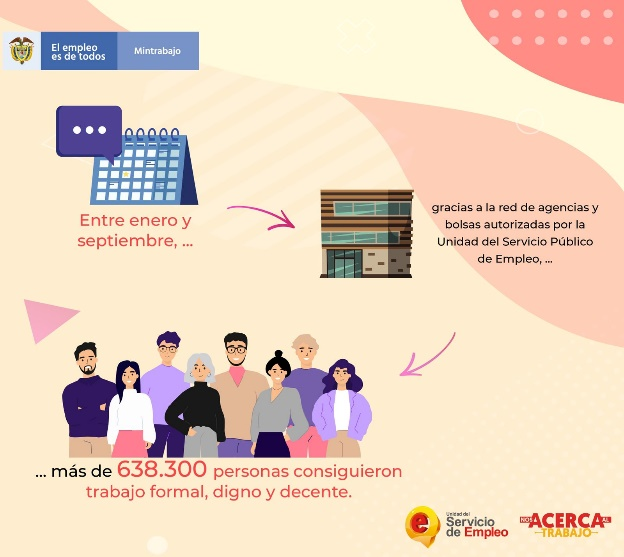 El empleo
es de todos
Mintrabajo
Entre enero y
septiembre, ...
gracias a la red de agencias y
bolsas autorizadas por la
Unidad del Servicio Público
de Empleo, ...
... más de 638.300 personas consiguieron
trabajo formal, digno y decente.
Unidad del
Servicio
de Empleo
NOS ACERCA AL
TRABAJO